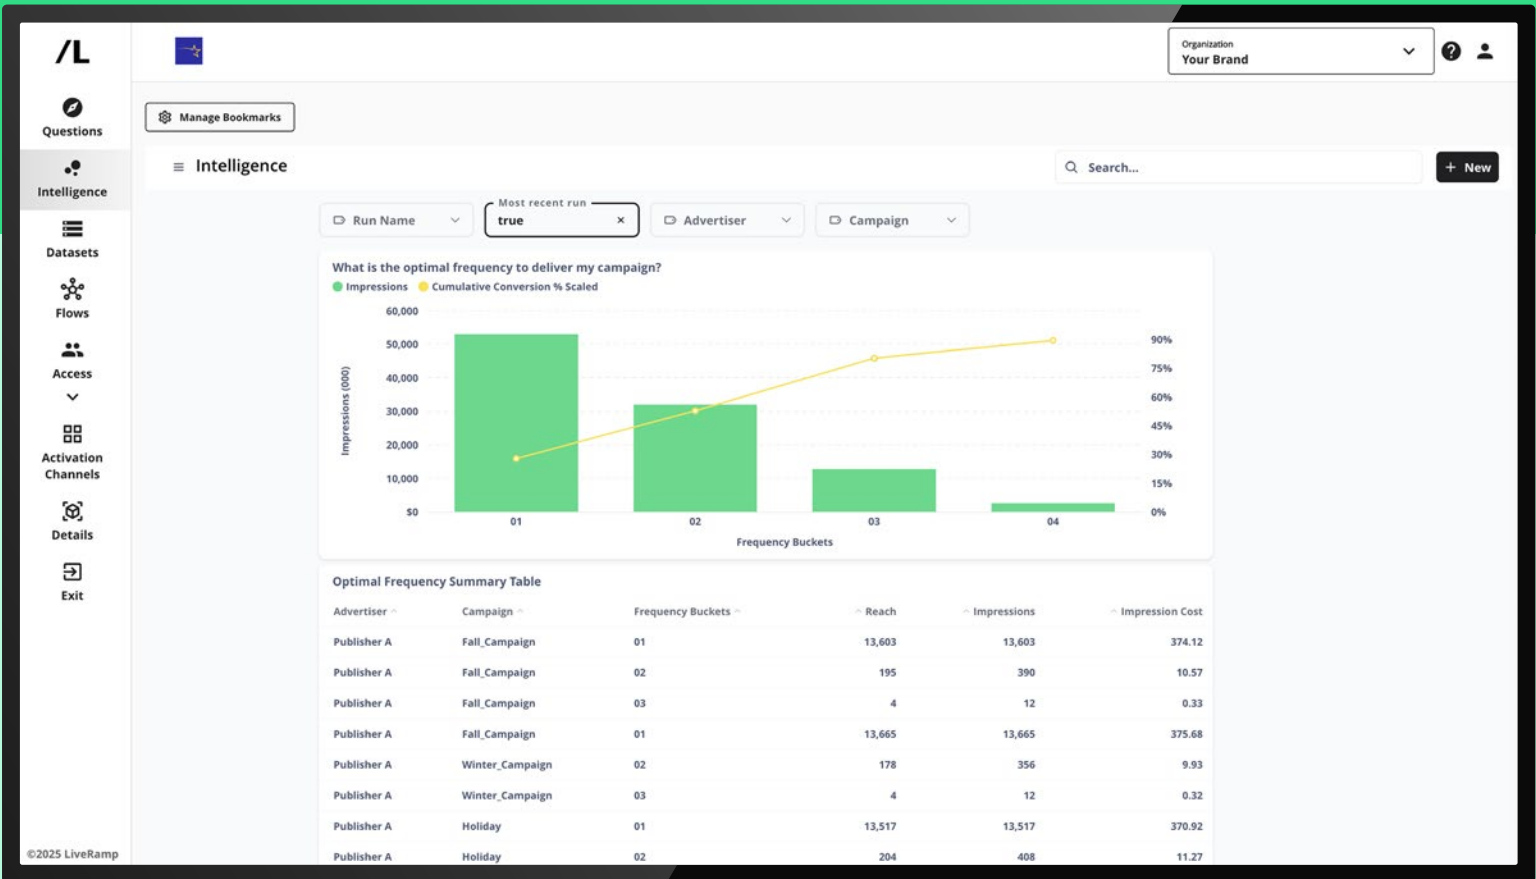 /L
Organization
Your Brand
Questions
Intelligence
Datasets
Flows
Access
Activation
Channels
Details
Exit
©2025 LiveRamp
Manage Bookmarks
Intelligence
Search...
+ New
Run Name
Most recent run
true
Advertiser
Campaign
What is the optimal frequency to deliver my campaign?
Impressions Cumulative Conversion % Scaled
Impressions (000)
60,000
50,000
40,000
30,000
20,000
10,000
$0
90%
75%
60%
45%
30%
15%
0%
01 02 03 04
Frequency Buckets
Optimal Frequency Summary Table
Advertiser Campaign Frequency Buckets Reach Impressions Impression Cost
Publisher A Fall_Campaign 01 13,603 13,603 374.12
Publisher A Fall_Campaign 02 195 390 10.57
Publisher A Fall_Campaign 03 4 12 0.33
Publisher A Fall_Campaign 01 13,665 13,665 375.68
Publisher A Winter_Campaign 02 178 356 9.93
Publisher A Winter_Campaign 03 4 12 0.32
Publisher A Holiday 01 13,517 13,517 370.92
Publisher A Holiday 02 204 408 11.27